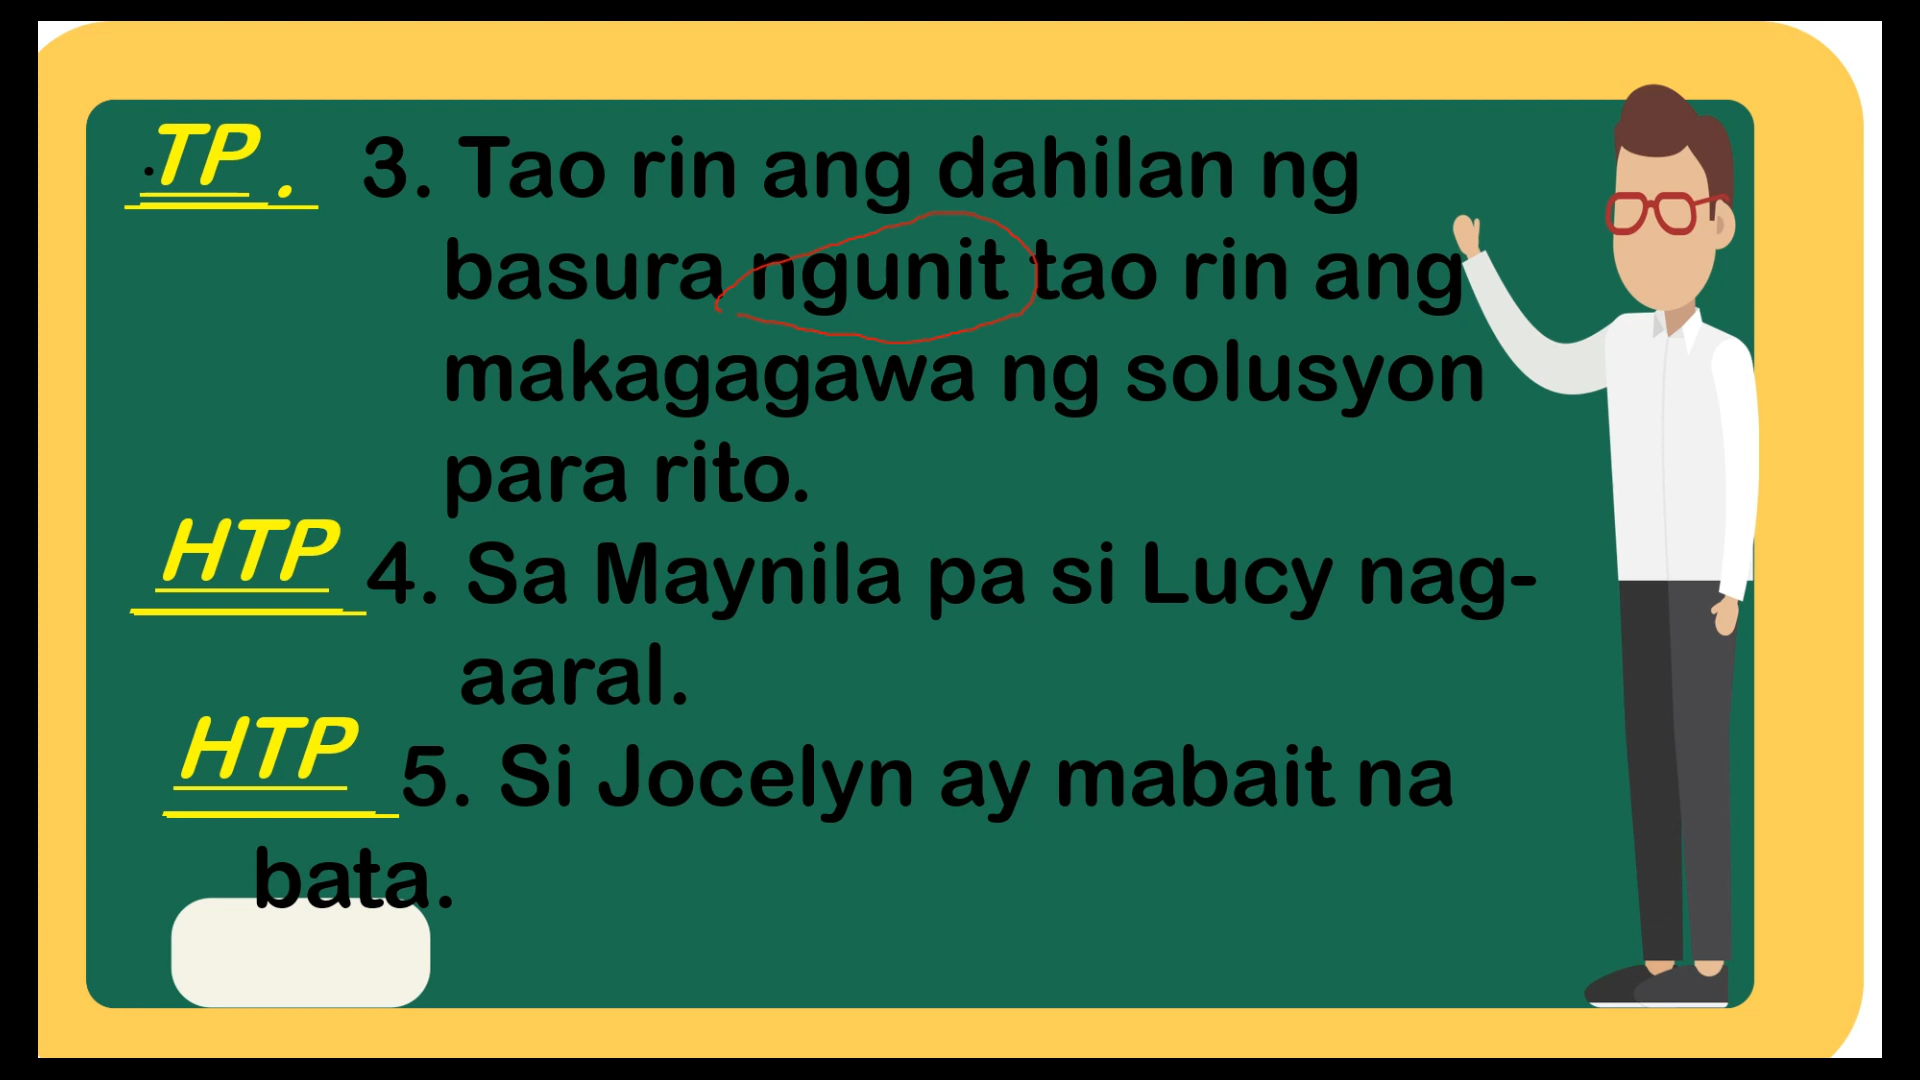 TP. 3. Tao rin ang dahilan ng
basura ngunit tao rin ang
makagagawa ng solusyon
para rito.
HTP 4. Sa Maynila pa si Lucy nag-
aaral.
HTP 5. Si Jocelyn ay mabait na
bata.